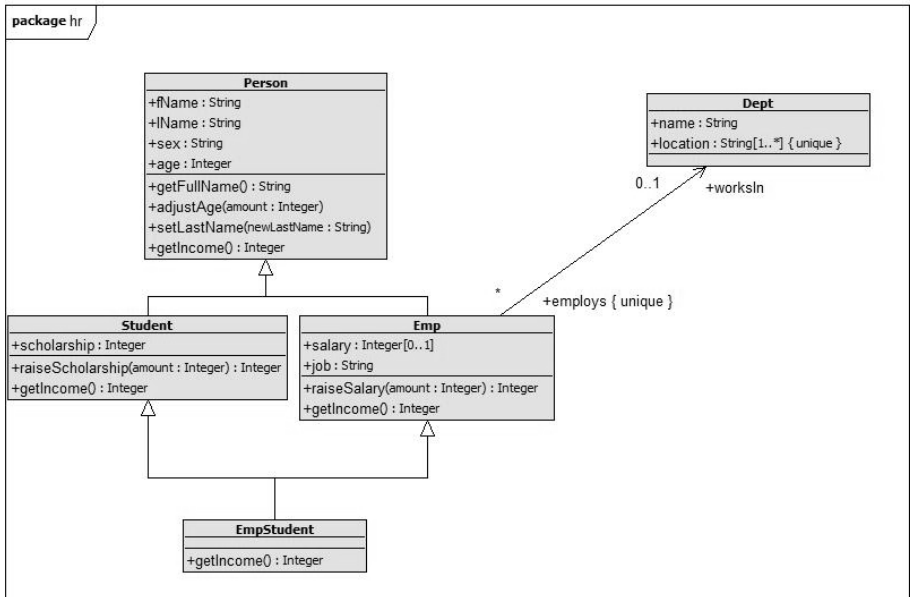 package hr
Person
+fName : String
+lName : String
+sex : String
+age : Integer
+getFullName() : String
+adjustAge(amount : Integer)
+setLastName(newLastName : String)
+getIncome() : Integer
Dept
+name : String
+location : String[1..*] { unique }
0..1
+worksIn
*
+employs { unique }
Student
+scholarship : Integer
+raiseScholarship(amount : Integer) : Integer
+getIncome() : Integer
Emp
+salary : Integer[0..1]
+job : String
+raiseSalary(amount : Integer) : Integer
+getIncome() : Integer
EmpStudent
+getIncome() : Integer